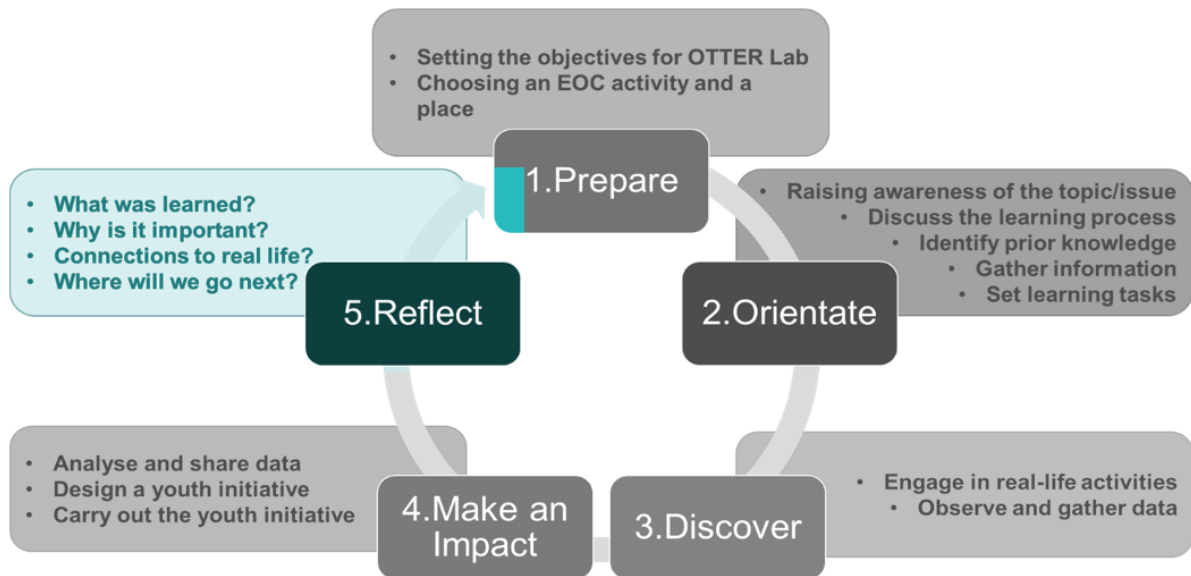 • Setting the objectives for OTTER Lab
• Choosing an EOC activity and a
place
1.Prepare
• Raising awareness of the topic/issue
• Discuss the learning process
• Identify prior knowledge
• Gather information
• Set learning tasks
2.Orientate
• Engage in real-life activities
• Observe and gather data
3.Discover
• Analyse and share data
• Design a youth initiative
• Carry out the youth initiative
4.Make an
Impact
• What was learned?
• Why is it important?
• Connections to real life?
• Where will we go next?
5.Reflect